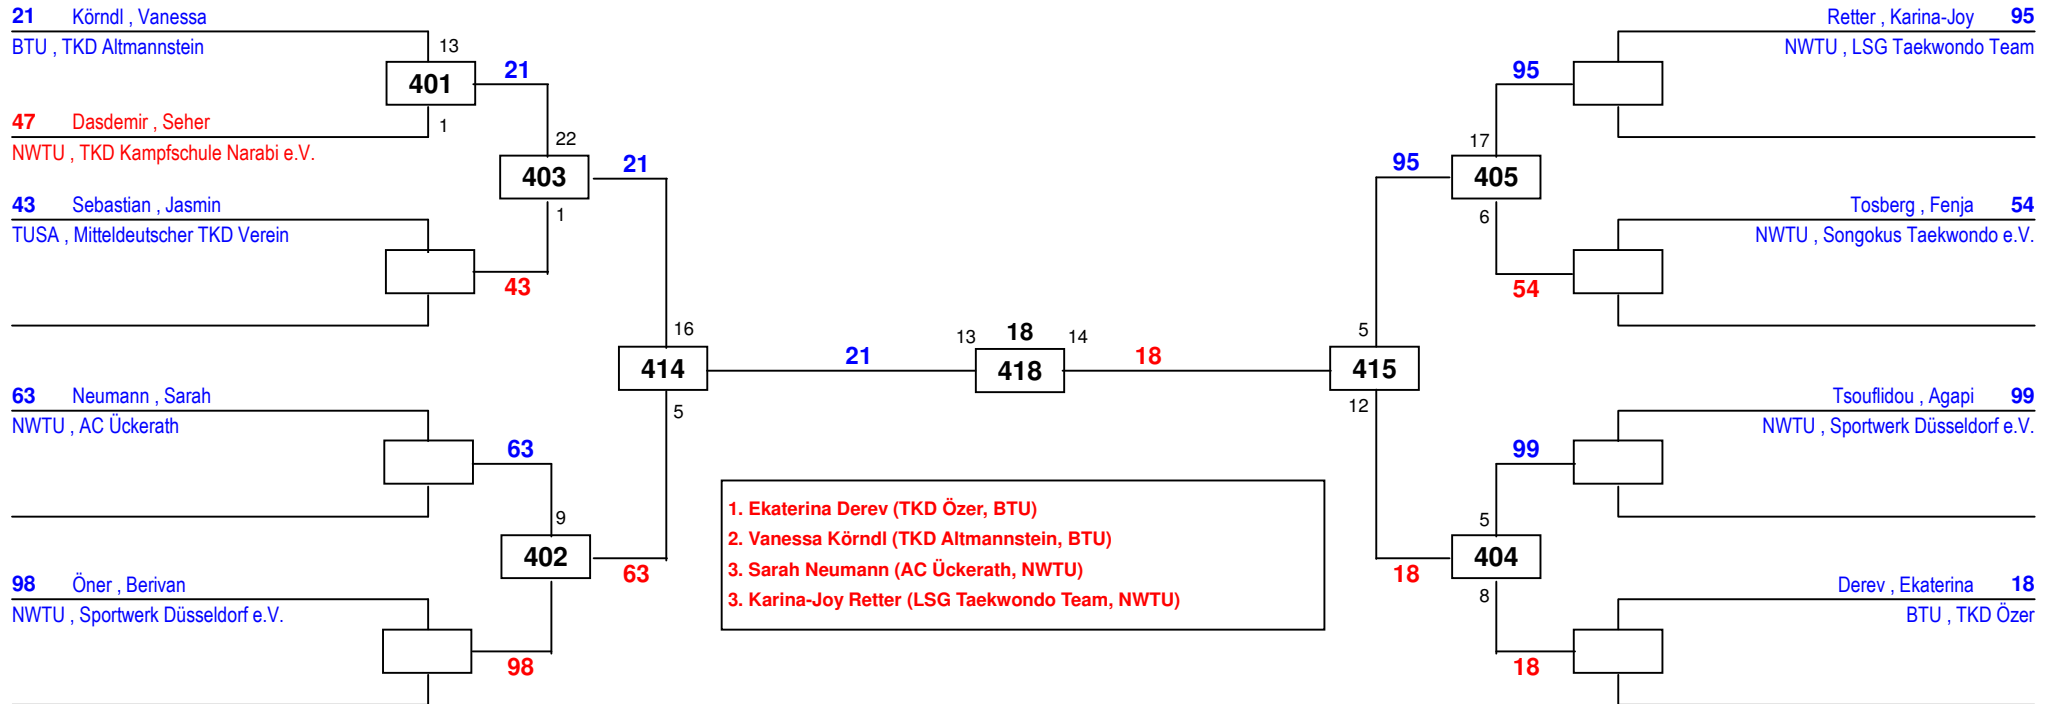 21 Körndl , Vanessa
BTU , TKD Altmannstein
13
401
21
1
47 Dasdemir , Seher
NWTU , TKD Kampfschule Narabi e.V.
22
403
21
1
43 Sebastian , Jasmin
TUSA , Mitteldeutscher TKD Verein
43
16
414
21
5
63 Neumann , Sarah
NWTU , AC Ückerath
63
9
402
63
98 Öner , Berivan
NWTU , Sportwerk Düsseldorf e.V.
98
13 18 14
418
18
1. Ekaterina Derev (TKD Özer, BTU)
2. Vanessa Körndl (TKD Altmannstein, BTU)
3. Sarah Neumann (AC Ückerath, NWTU)
3. Karina-Joy Retter (LSG Taekwondo Team, NWTU)
Retter , Karina-Joy 95
NWTU , LSG Taekwondo Team
95
17
95
405
6
Tosberg , Fenja 54
NWTU , Songokus Taekwondo e.V.
54
5
415
12
Tsouflidou , Agapi 99
NWTU , Sportwerk Düsseldorf e.V.
99
5
404
18
8
Derev , Ekaterina 18
BTU , TKD Özer
18